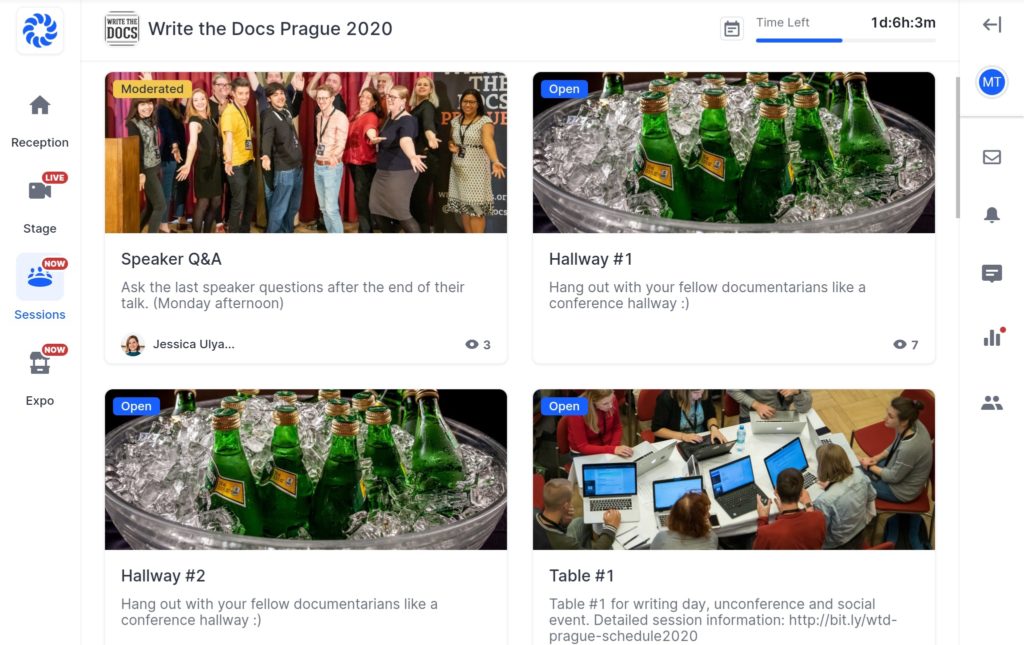 WRITE THE
DOCS
Write the Docs Prague 2020
Time Left
1d:6h:3m
MT
Reception
LIVE
Stage
NOW
Sessions
NOW
Expo
Moderated
THE
DOCS
PRAGUE
Speaker Q&A
Ask the last speaker questions after the end of their
talk. (Monday afternoon)
Jessica Ulya...
3
Open
Hallway #1
Hang out with your fellow documentarians like a
conference hallway :)
7
Open
Hallway #2
Hang out with your fellow documentarians like a
conference hallway :)
Open
Table #1
Table #1 for writing day, unconference and social
event. Detailed session information: http://bit.ly/wtd-
prague-schedule2020